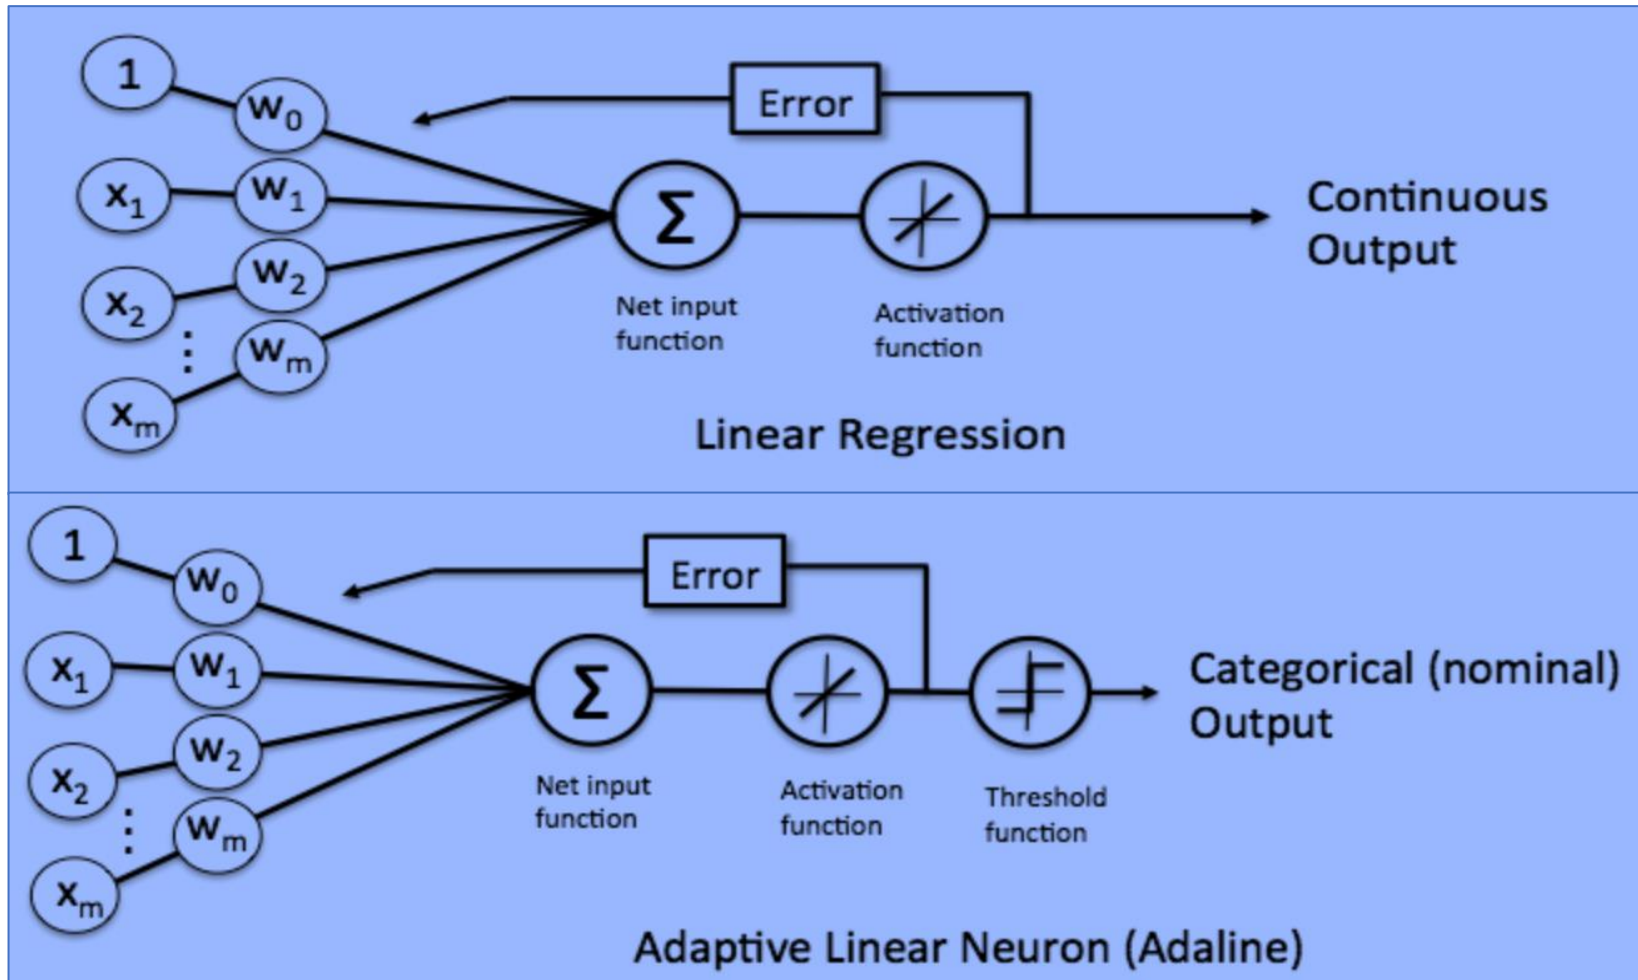 1
w0
Error
x1
w1
Σ
Continuous
Output
x2
w2
Net input
function
Activation
function
⋮
wm
xm
Linear Regression
1
w0
Error
x1
w1
Σ
Categorical (nominal)
Output
x2
w2
Net input
function
Activation
function
Threshold
function
⋮
wm
xm
Adaptive Linear Neuron (Adaline)